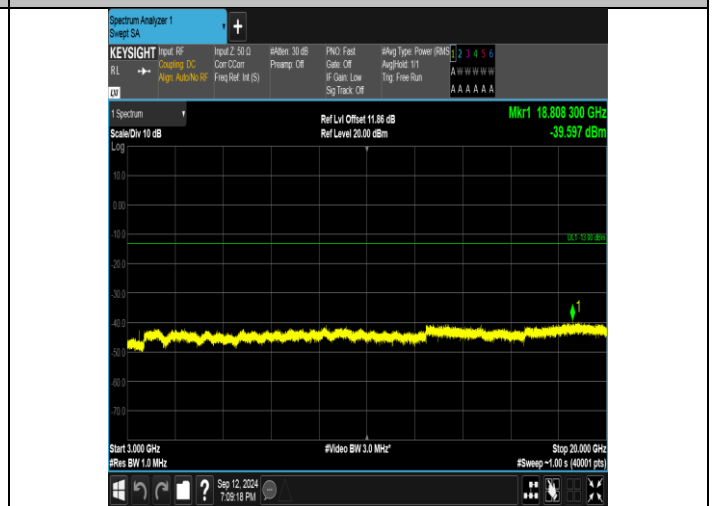 Spectrum Analyzer 1
Swept SA
+
KEYSIGHT
RL
LXI
Input: RF
Coupling: DC
Align: Auto/No RF
Input Z: 50 Ω
Corr CCorr
Freq Ref: Int (S)
#Atten: 30 dB
Preamp: Off
PNO: Fast
Gate: Off
IF Gain: Low
Sig Track: Off
#Avg Type: Power (RMS
Avg|Hold: 1/1
Trig: Free Run
1 2 3 4 5 6
A W W W W W
A A A A A A
1 Spectrum
Scale/Div 10 dB
Log
Ref Lvl Offset 11.86 dB
Ref Level 20.00 dBm
Mkr1 18.808 300 GHz
-39.597 dBm
10.0
0.00
-10.0
DL1 -13.00 dBm
-20.0
-30.0
1
-40.0
-50.0
-60.0
-70.0
Start 3.000 GHz
#Res BW 1.0 MHz
#Video BW 3.0 MHz*
Stop 20.000 GHz
#Sweep ~1.00 s (40001 pts)
?
Sep 12, 2024
7:09:18 PM